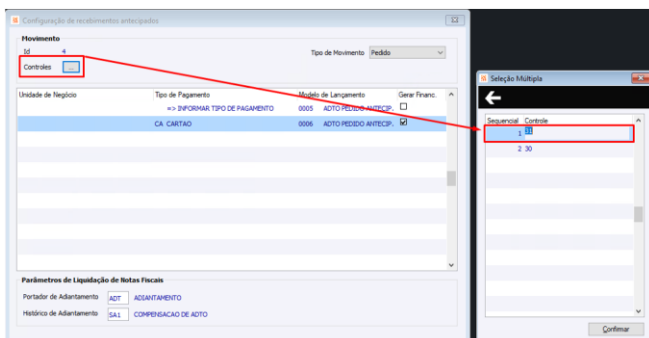 Configuração de recebimentos antecipados
Movimento
Id 4 Tipo de Movimento Pedido
Controles ...
Unidade de Negócio Tipo de Pagamento Modelo de Lançamento Gerar Financ.
=> INFORMAR TIPO DE PAGAMENTO 0005 ADTO PEDIDO ANTECIP.
CA CARTAO 0006 ADTO PEDIDO ANTECIP.
Parâmetros de Liquidação de Notas Fiscais
Portador de Adiantamento ADT ADIANTAMENTO
Histórico de Adiantamento SA1 COMPENSACAO DE ADTO
Seleção Múltipla
Sequencial Controle
1 31
2 30
Confirmar